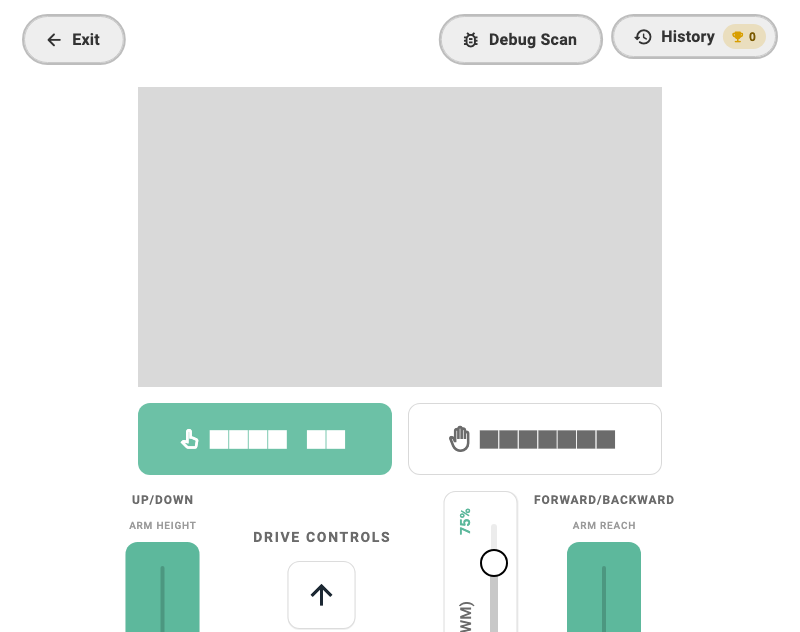 Exit
Debug Scan
History 0
UP/DOWN
ARM HEIGHT
DRIVE CONTROLS
75%
FORWARD/BACKWARD
ARM REACH